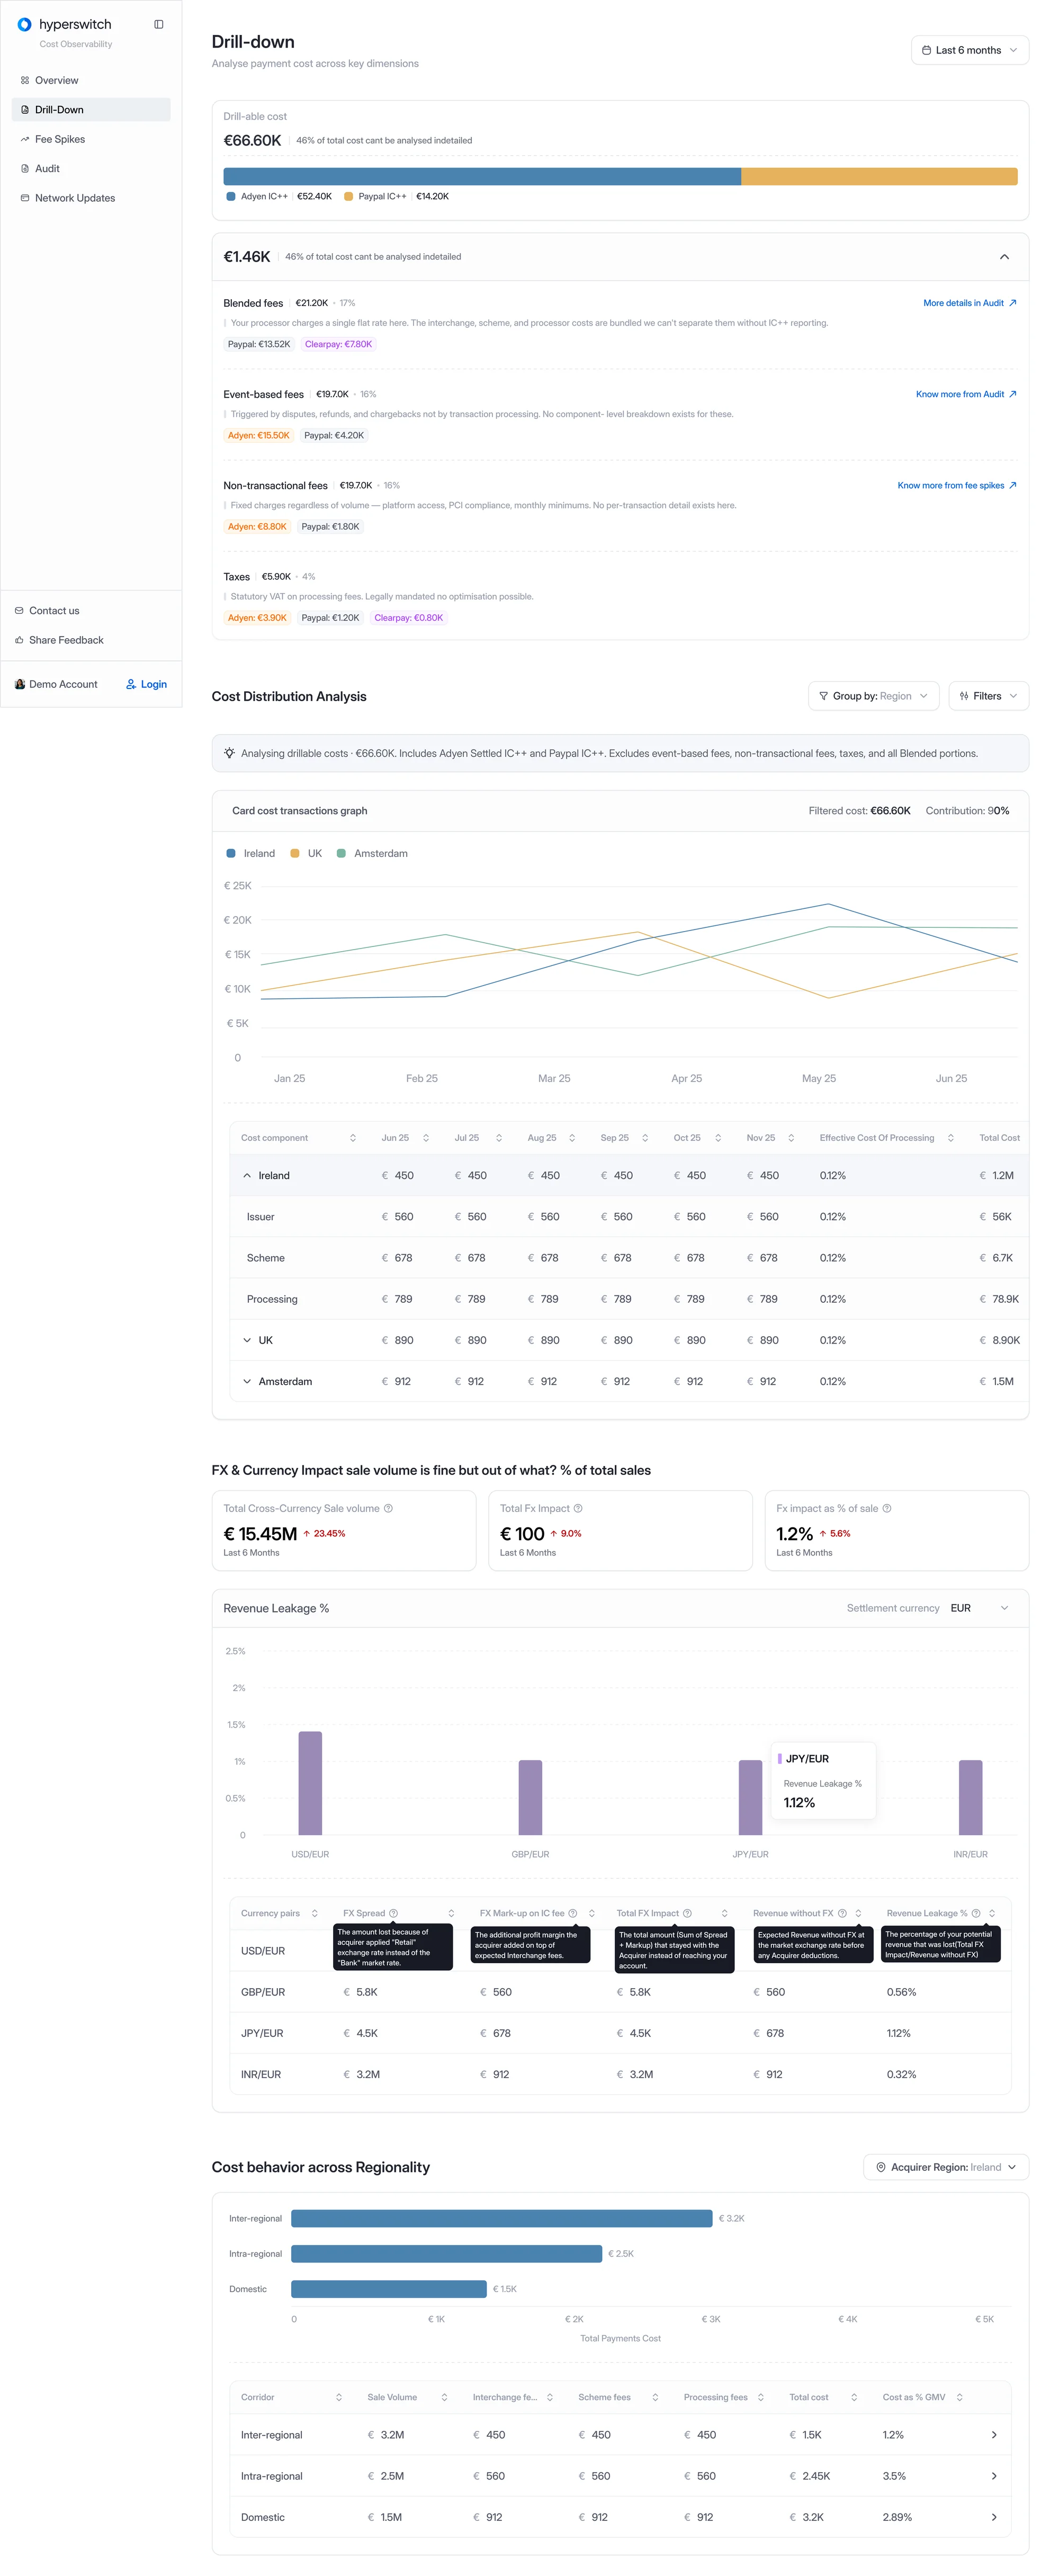 hyperswitch
Cost Observability
Overview
Drill-Down
Fee Spikes
Audit
Network Updates
Contact us
Share Feedback
Demo Account Login
Drill-down
Analyse payment cost across key dimensions
Last 6 months
Drill-able cost
€66.60K 46% of total cost cant be analysed indetailed
Adyen IC++ €52.40K Paypal IC++ €14.20K
€1.46K 46% of total cost cant be analysed indetailed
Blended fees €21.20K • 17% More details in Audit
Your processor charges a single flat rate here. The interchange, scheme, and processor costs are bundled we can't separate them without IC++ reporting.
Paypal: €13.52K Clearpay: €7.80K
Event-based fees €19.7.0K • 16% Know more from Audit
Triggered by disputes, refunds, and chargebacks not by transaction processing. No component- level breakdown exists for these.
Adyen: €15.50K Paypal: €4.20K
Non-transactional fees €19.7.0K • 16% Know more from fee spikes
Fixed charges regardless of volume — platform access, PCI compliance, monthly minimums. No per-transaction detail exists here.
Adyen: €8.80K Paypal: €1.80K
Taxes €5.90K • 4%
Statutory VAT on processing fees. Legally mandated no optimisation possible.
Adyen: €3.90K Paypal: €1.20K Clearpay: €0.80K
Cost Distribution Analysis Group by: Region Filters
Analysing drillable costs · €66.60K. Includes Adyen Settled IC++ and Paypal IC++. Excludes event-based fees, non-transactional fees, taxes, and all Blended portions.
Card cost transactions graph Filtered cost: €66.60K Contribution: 90%
Ireland UK Amsterdam
€ 25K
€ 20K
€ 15K
€ 10K
€ 5K
0
Jan 25 Feb 25 Mar 25 Apr 25 May 25 Jun 25
Cost component Jun 25 Jul 25 Aug 25 Sep 25 Oct 25 Nov 25 Effective Cost Of Processing Total Cost
Ireland € 450 € 450 € 450 € 450 € 450 € 450 0.12% € 1.2M
Issuer € 560 € 560 € 560 € 560 € 560 € 560 0.12% € 56K
Scheme € 678 € 678 € 678 € 678 € 678 € 678 0.12% € 6.7K
Processing € 789 € 789 € 789 € 789 € 789 € 789 0.12% € 78.9K
UK € 890 € 890 € 890 € 890 € 890 € 890 0.12% € 8.90K
Amsterdam € 912 € 912 € 912 € 912 € 912 € 912 0.12% € 1.5M
FX & Currency Impact sale volume is fine but out of what? % of total sales
Total Cross-Currency Sale volume
€ 15.45M ↑ 23.45%
Last 6 Months
Total Fx Impact
€ 100 ↑ 9.0%
Last 6 Months
Fx impact as % of sale
1.2% ↑ 5.6%
Last 6 Months
Revenue Leakage % Settlement currency EUR
2.5%
2%
1.5%
1%
0.5%
0
JPY/EUR
Revenue Leakage %
1.12%
USD/EUR GBP/EUR JPY/EUR INR/EUR
Currency pairs FX Spread FX Mark-up on IC fee Total FX Impact Revenue without FX Revenue Leakage %
USD/EUR
The amount lost because of
acquirer applied "Retail"
exchange rate instead of the
"Bank" market rate.
The additional profit margin the
acquirer added on top of
expected Interchange fees.
The total amount (Sum of Spread
+ Markup) that stayed with the
Acquirer instead of reaching your
account.
Expected Revenue without FX at
the market exchange rate before
any Acquirer deductions.
The percentage of your potential
revenue that was lost(Total FX
Impact/Revenue without FX)
GBP/EUR € 5.8K € 560 € 5.8K € 560 0.56%
JPY/EUR € 4.5K € 678 € 4.5K € 678 1.12%
INR/EUR € 3.2M € 912 € 3.2M € 912 0.32%
Cost behavior across Regionality Acquirer Region: Ireland
Inter-regional € 3.2K
Intra-regional € 2.5K
Domestic € 1.5K
0 € 1K € 2K € 3K € 4K € 5K
Total Payments Cost
Corridor Sale Volume Interchange fe... Scheme fees Processing fees Total cost Cost as % GMV
Inter-regional € 3.2M € 450 € 450 € 450 € 1.5K 1.2%
Intra-regional € 2.5M € 560 € 560 € 560 € 2.45K 3.5%
Domestic € 1.5M € 912 € 912 € 912 € 3.2K 2.89%